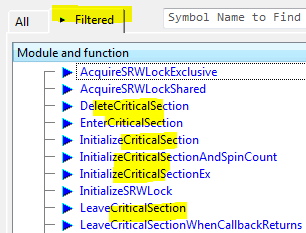 All
Filtered
Symbol Name to Find
Module and function
AcquireSRWLockExclusive
AcquireSRWLockShared
DeleteCriticalSection
EnterCriticalSection
InitializeCriticalSection
InitializeCriticalSectionAndSpinCount
InitializeCriticalSectionEx
InitializeSRWLock
LeaveCriticalSection
LeaveCriticalSectionWhenCallbackReturns